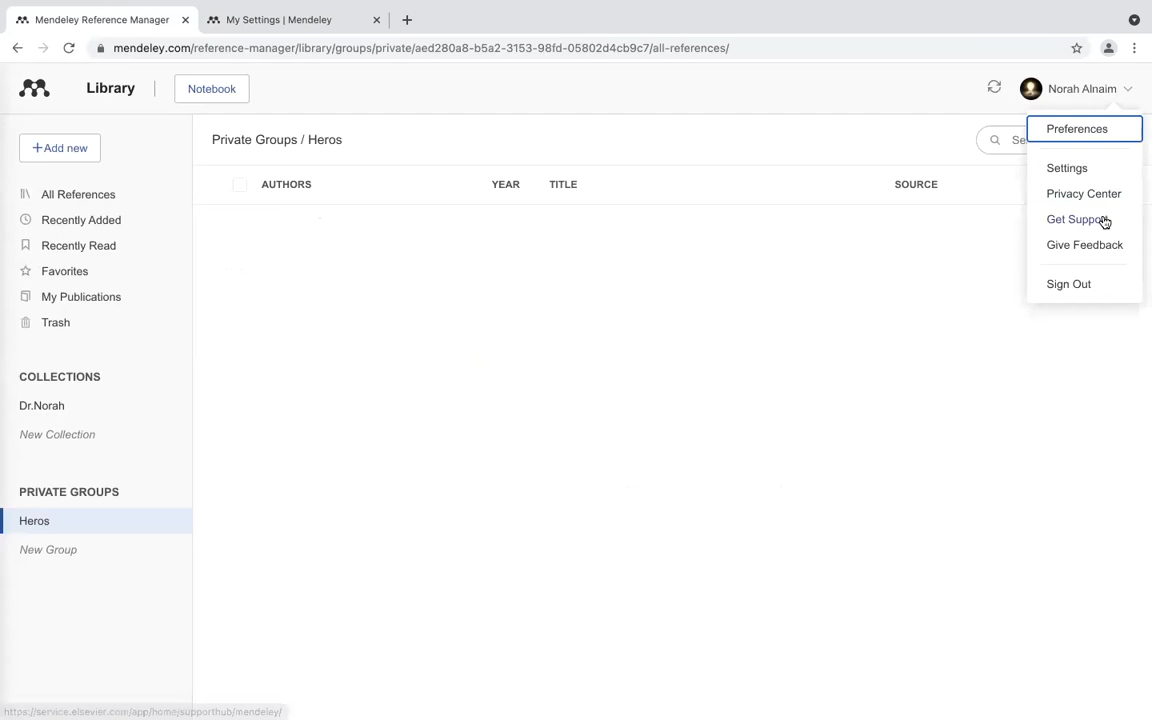 Mendeley Reference Manager
My Settings | Mendeley
mendeley.com/reference-manager/library/groups/private/aed280a8-b5a2-3153-98fd-05802d4cb9c7/all-references/
Library
Notebook
Norah Alnaim
+Add new
Private Groups / Heros
Se
Preferences
AUTHORS YEAR TITLE SOURCE
Settings
Privacy Center
Get Support
Give Feedback
Sign Out
All References
Recently Added
Recently Read
Favorites
My Publications
Trash
COLLECTIONS
Dr.Norah
New Collection
PRIVATE GROUPS
Heros
New Group
https://service.elsevier.com/app/home/supporthub/mendeley/